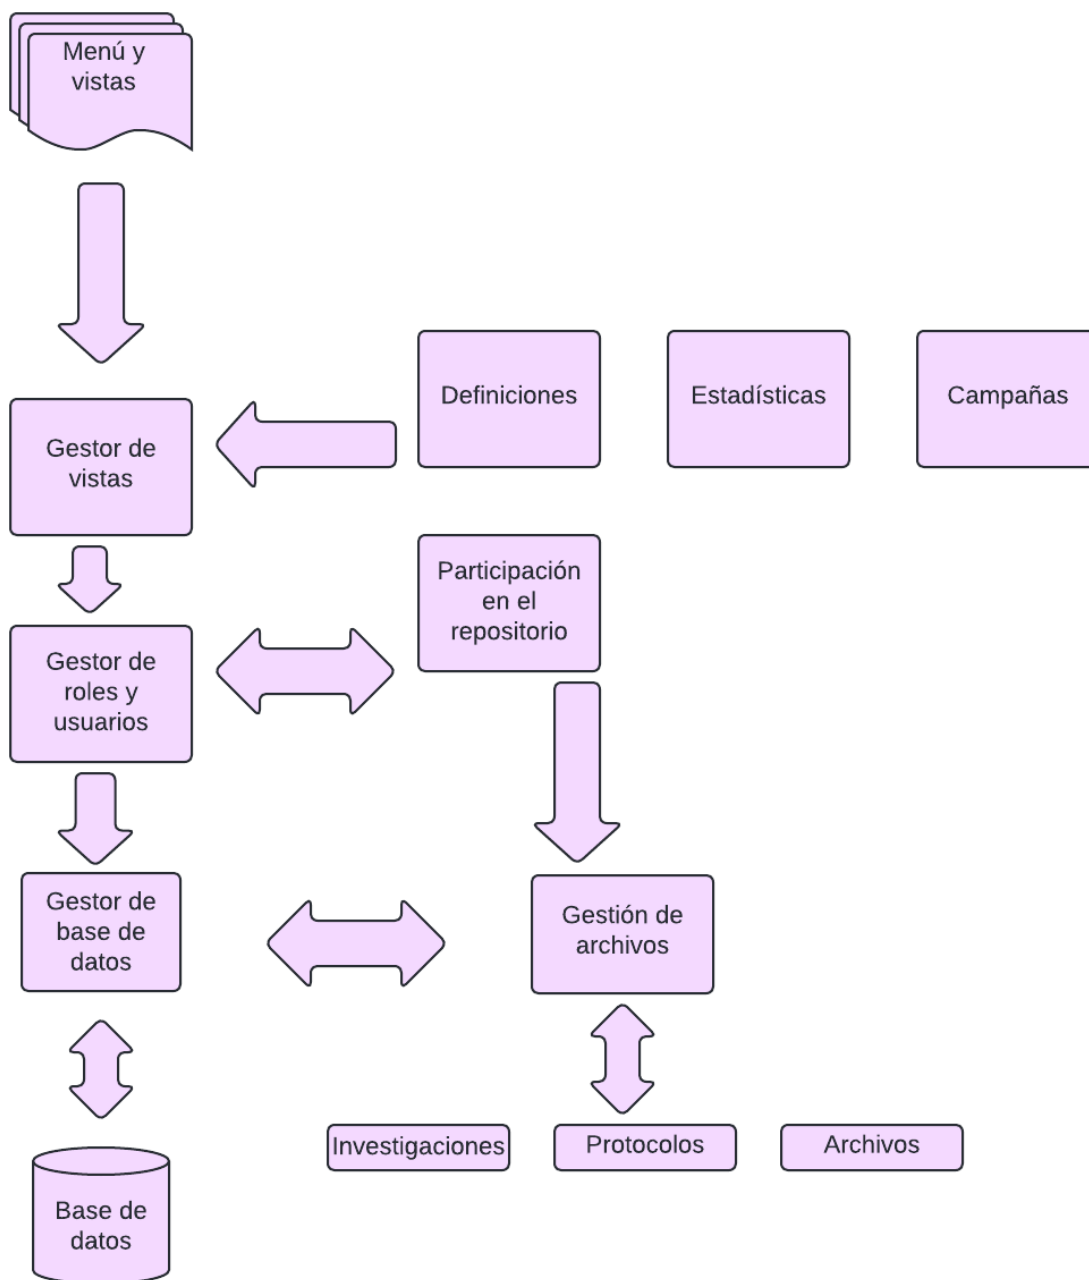 Menú y
vistas
Definiciones
Estadísticas
Campañas
Gestor de
vistas
Participación
en el
repositorio
Gestor de
roles y
usuarios
Gestor de
base de
datos
Gestión de
archivos
Investigaciones
Protocolos
Archivos
Base de
datos